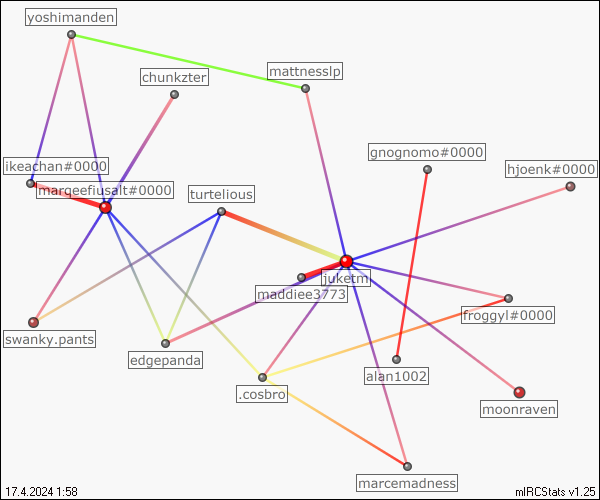 yoshimanden
mattnesslp
chunkzter
gnognomo#0000
ikeachan#0000
hjoenk#0000
marqeefiusalt#0000
turtelious
juketm
maddiee3773
froggyl#0000
swanky.pants
edgepanda
alan1002
.cosbro
moonraven
marcemadness
17.4.2024 1:58
mIRCStats v1.25